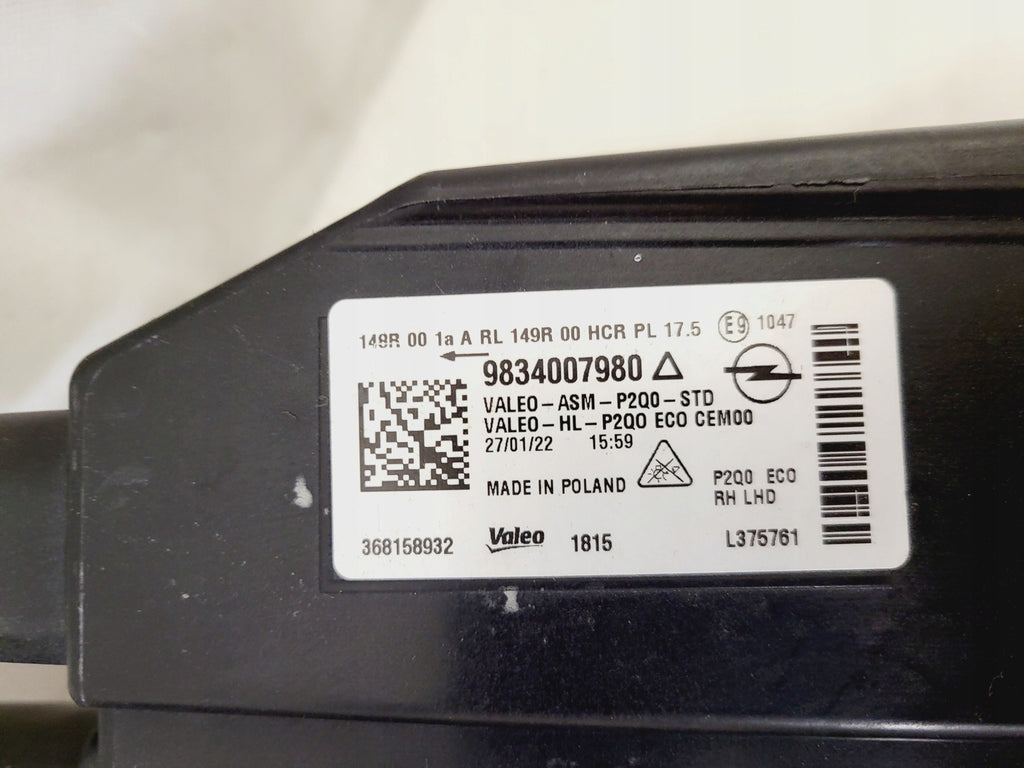 149R 00 1a A RL 149R 00 HCR PL 17.5 E9 1047
9834007980
VALEO-ASM-P2Q0-STD
VALEO-HL-P2Q0 ECO CEM00
27/01/22 15:59
MADE IN POLAND
P2Q0 ECO
RH LHD
368158932 Valeo 1815 L375761